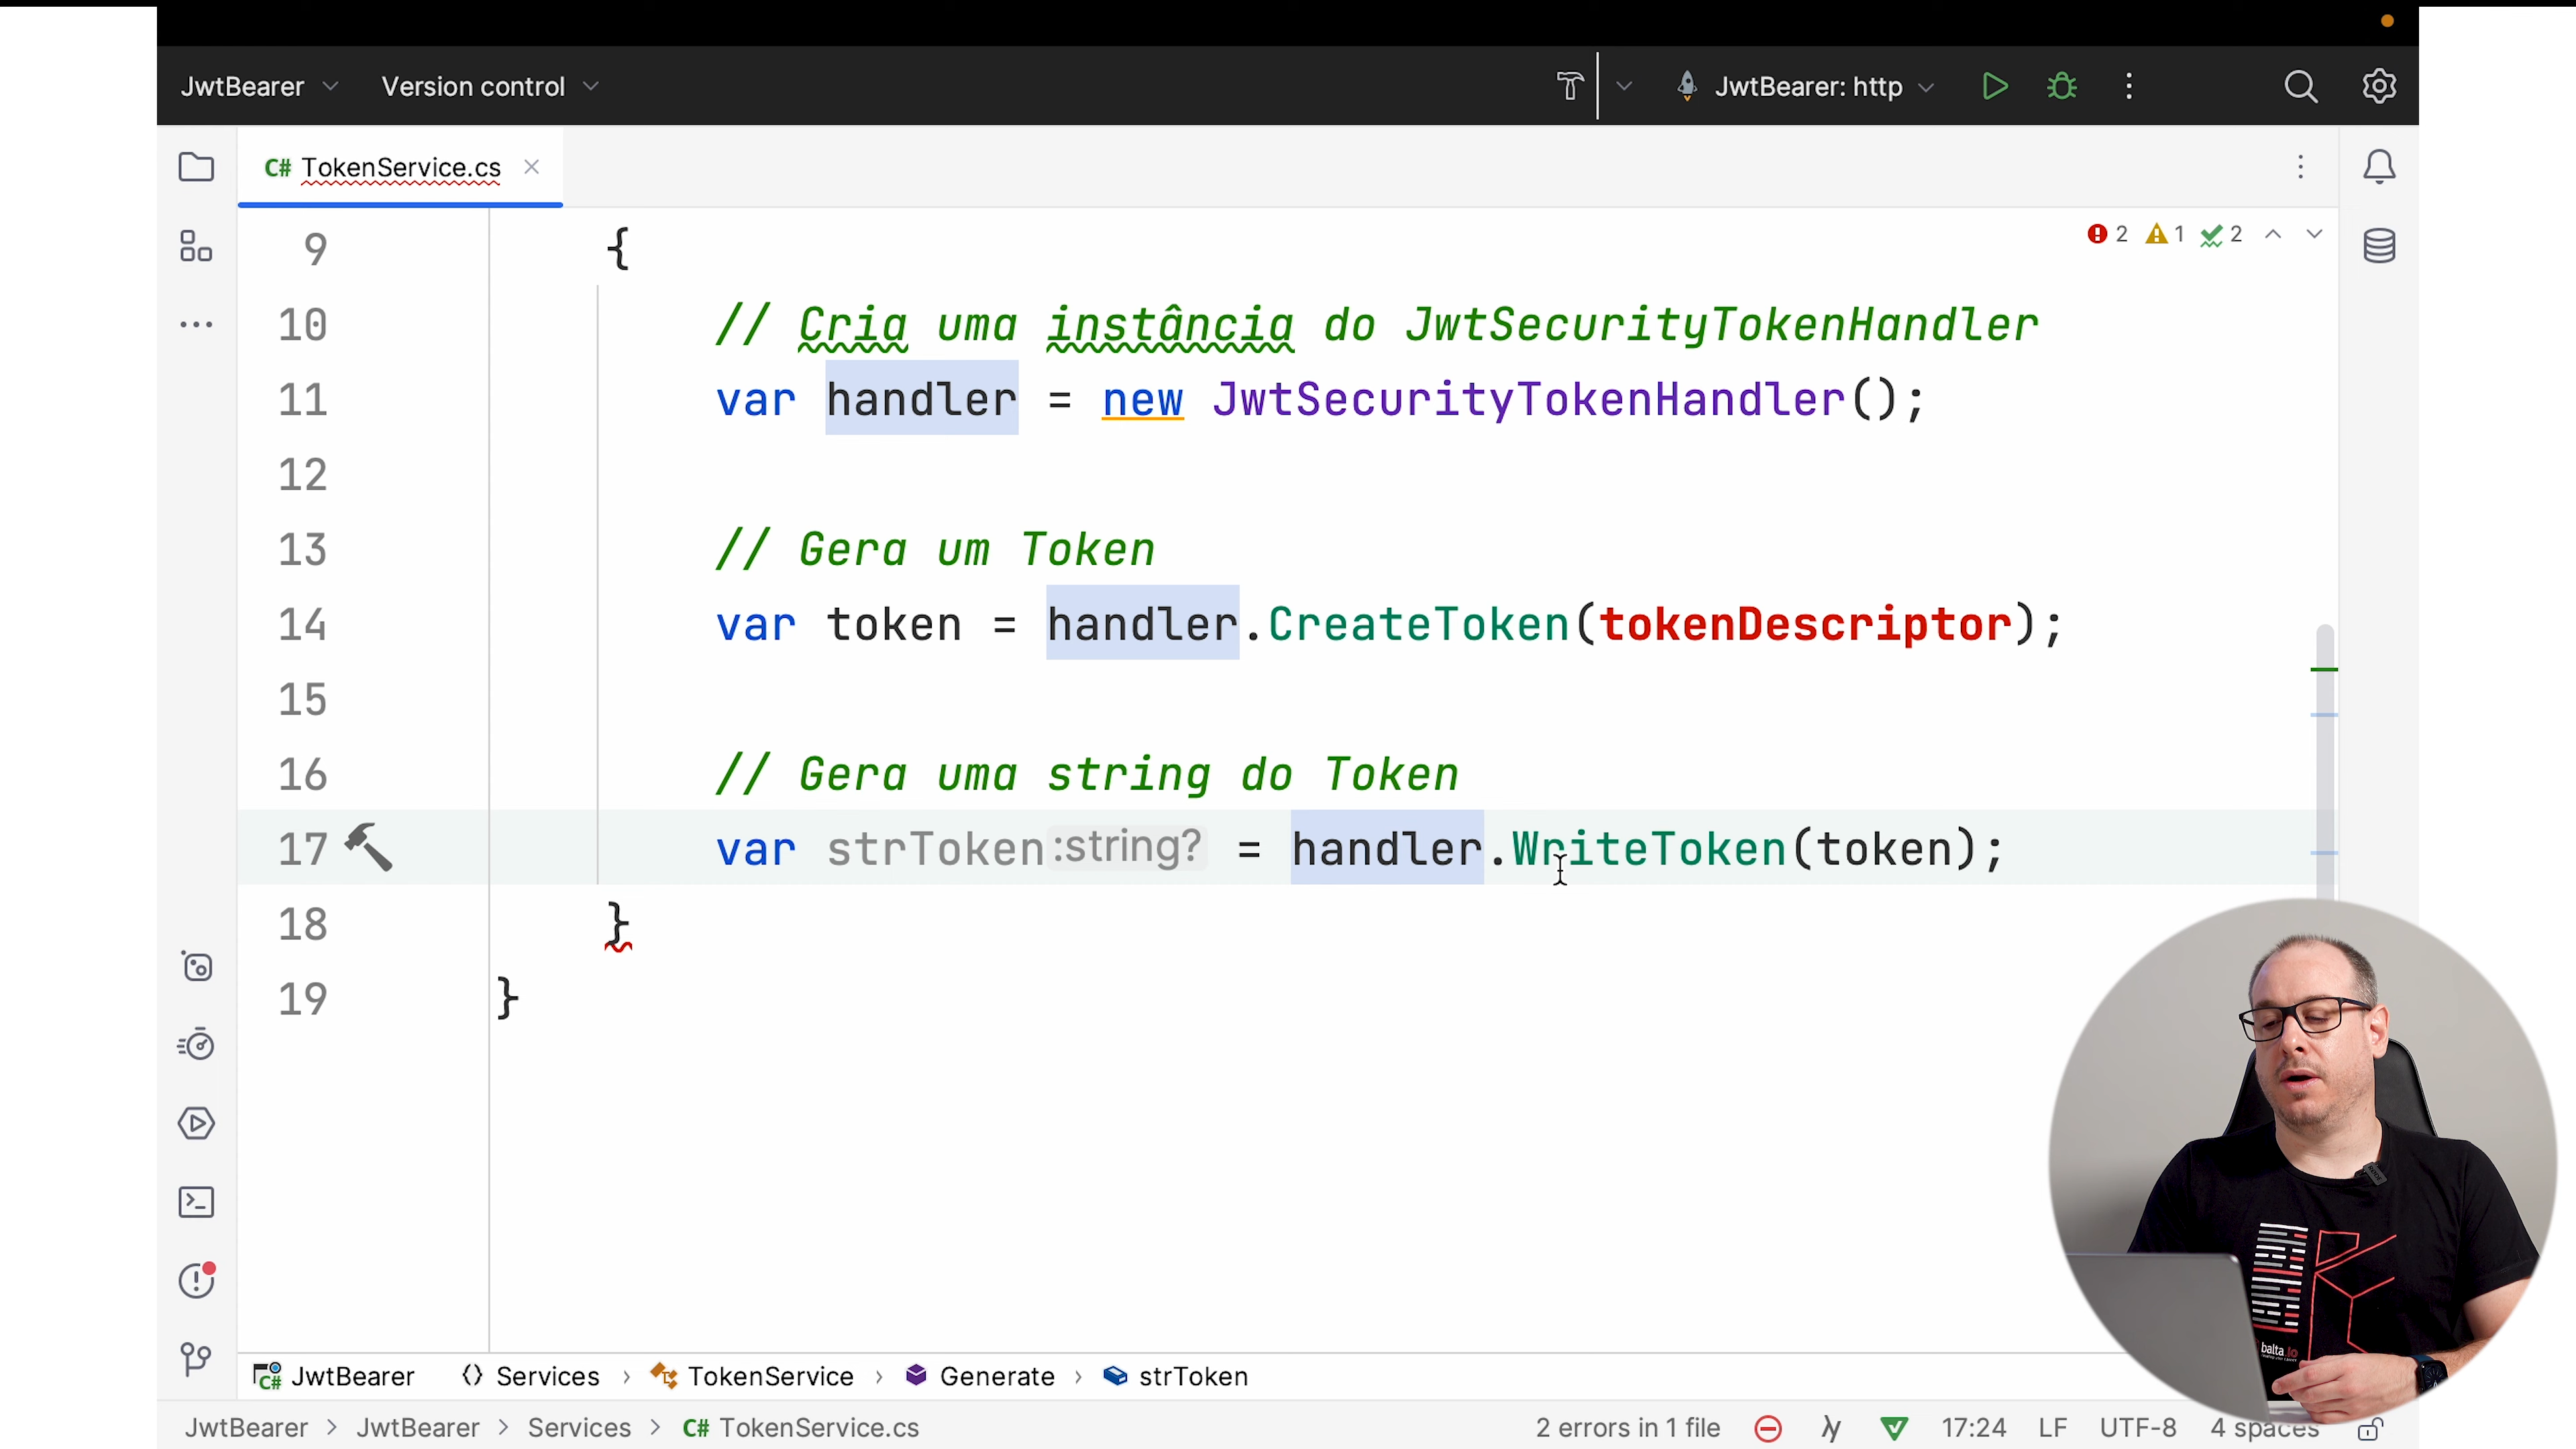 JwtBearer Version control JwtBearer: http
C# TokenService.cs
2 1 2
9 {
10 // Cria uma instância do JwtSecurityTokenHandler
11 var handler = new JwtSecurityTokenHandler();
12
13 // Gera um Token
14 var token = handler.CreateToken(tokenDescriptor);
15
16 // Gera uma string do Token
17 var strToken :string? = handler.WriteToken(token);
18 }
19 }
balta.io
C# JwtBearer Services › TokenService › Generate › strToken
JwtBearer > JwtBearer > Services > C# TokenService.cs 2 errors in 1 file 17:24 LF UTF-8 4 spaces